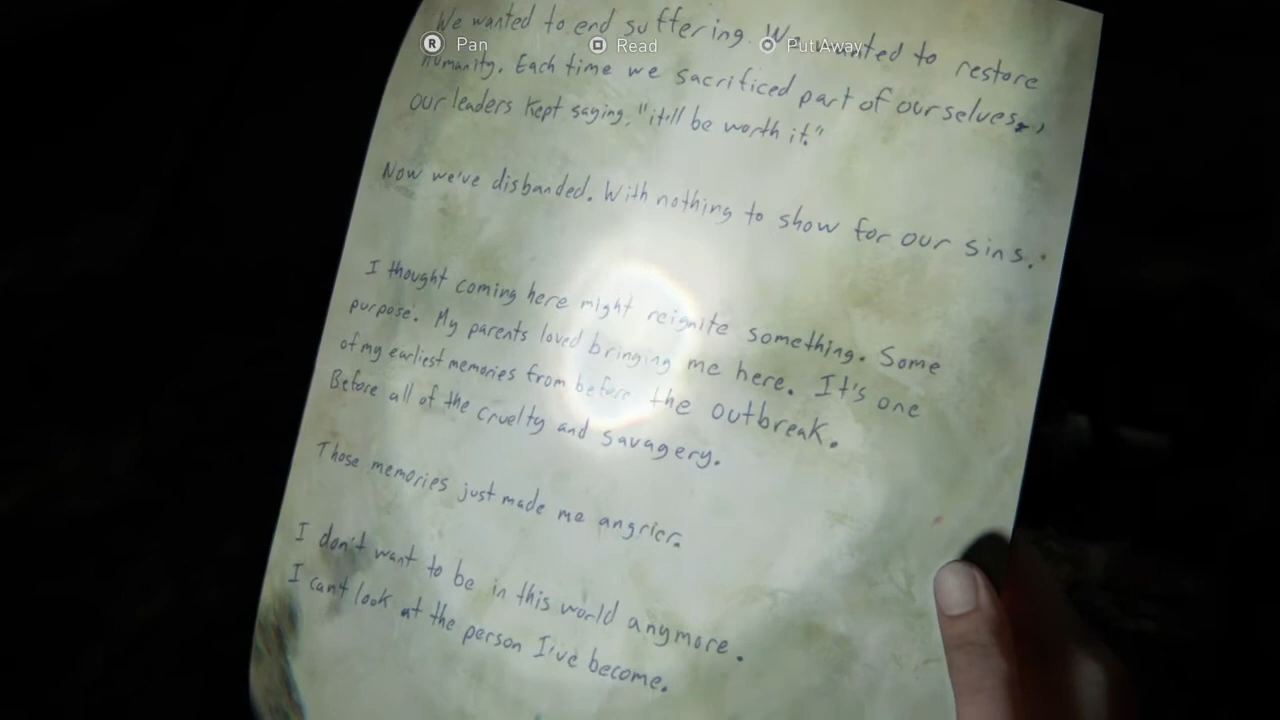 We wanted to end suffering. We wanted to restore
R Pan Read Put Away
humanity. Each time we sacrificed part of ourselves,
our leaders kept saying, "it'll be worth it."
Now we've disbanded. With nothing to show for our sins.
I thought coming here might reignite something. Some
purpose. My parents loved bringing me here. It's one
of my earliest memories from before the outbreak.
Before all of the cruelty and savagery.
Those memories just made me angrier.
I don't want to be in this world anymore.
I can't look at the person I've become.